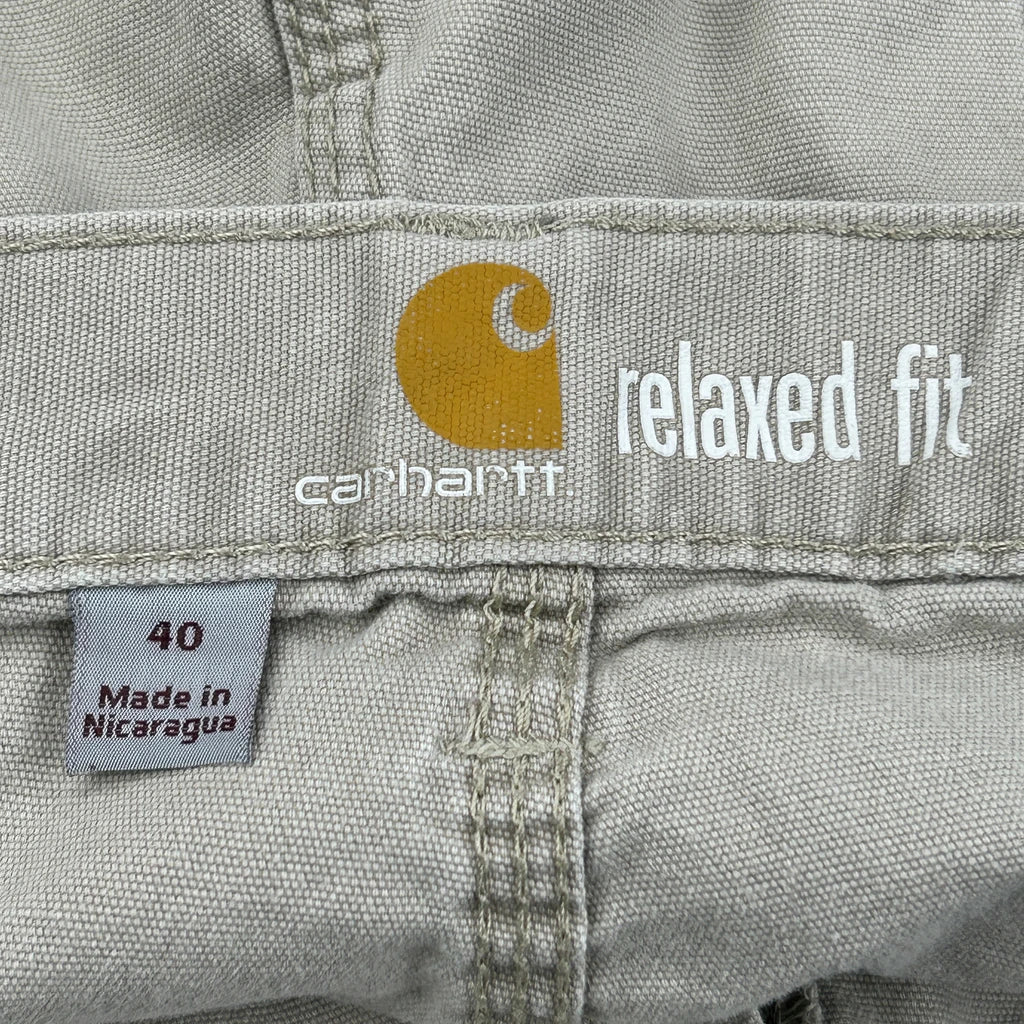 relaxed fit
carhartt.
40
Made in
Nicaragua